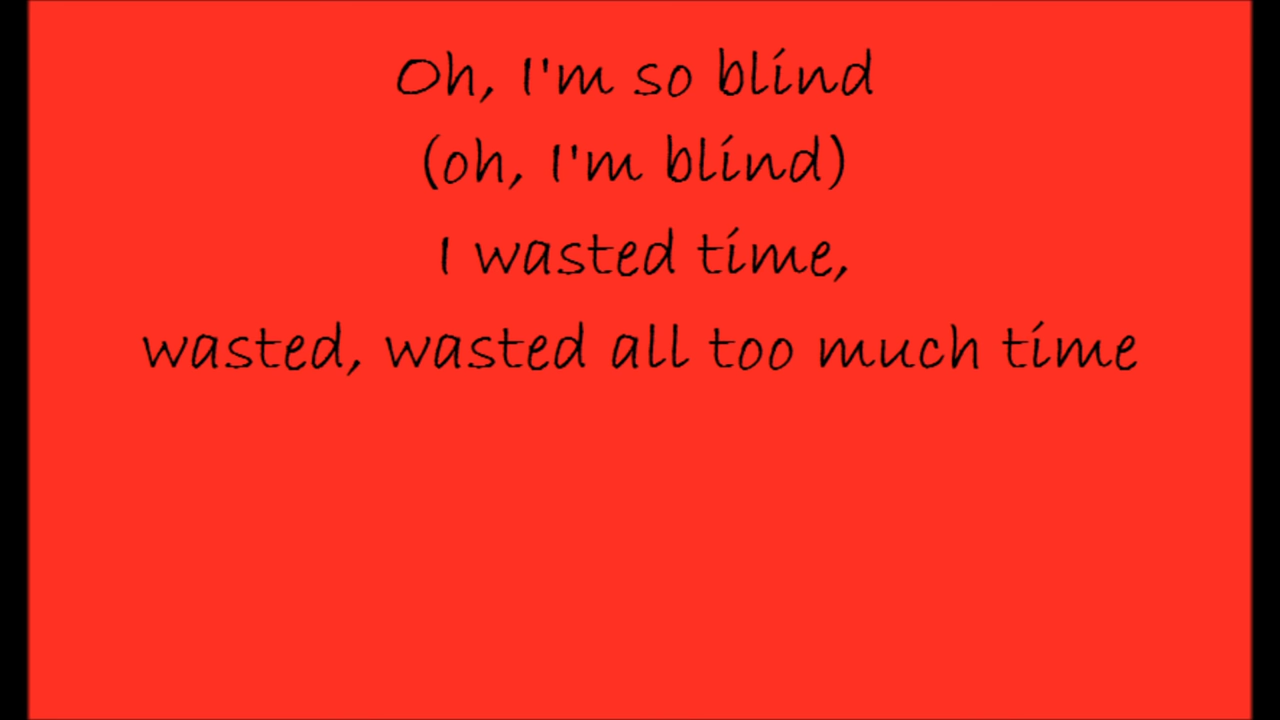 Oh, I'm so blind
(oh, I'm blind)
I wasted time,
wasted, wasted all too much time